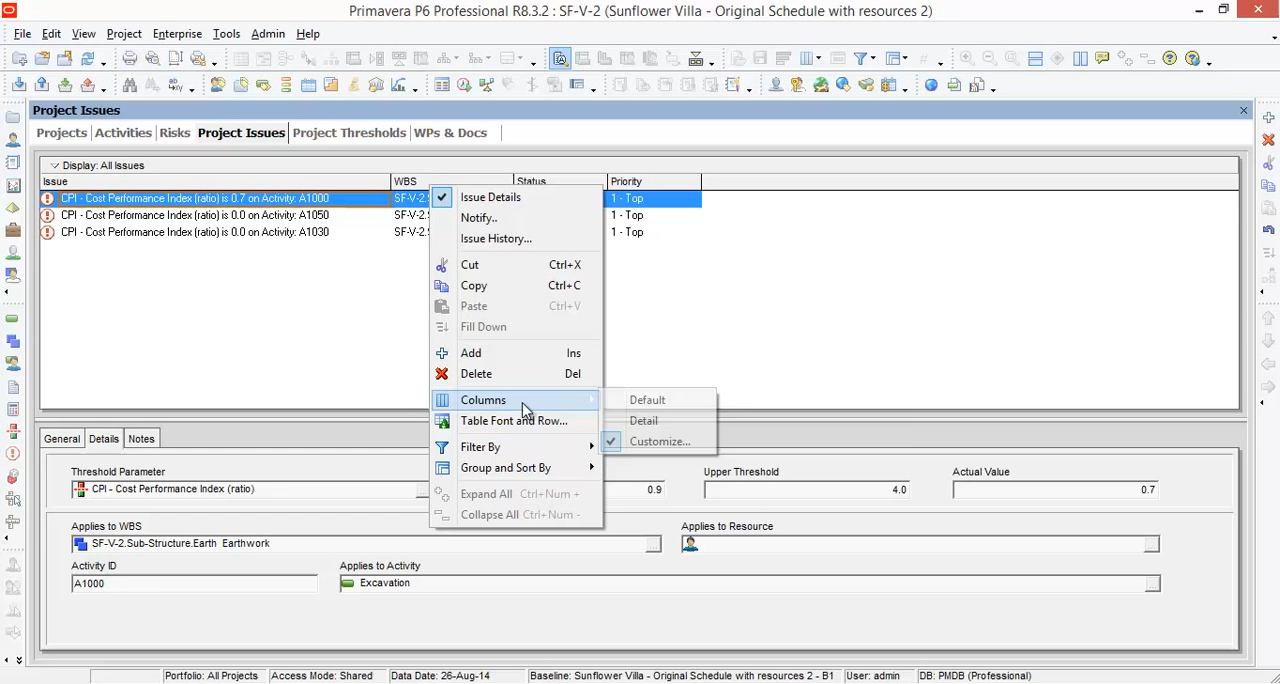 Primavera P6 Professional R8.3.2 : SF-V-2 (Sunflower Villa - Original Schedule with resources 2)
File Edit View Project Enterprise Tools Admin Help
Project Issues
Projects Activities Risks Project Issues Project Thresholds WPs & Docs
Display: All Issues
Issue WBS Status Priority
CPI - Cost Performance Index (ratio) is 0.7 on Activity: A1000 SF-V-2. 1 - Top
CPI - Cost Performance Index (ratio) is 0.0 on Activity: A1050 SF-V-2. 1 - Top
CPI - Cost Performance Index (ratio) is 0.0 on Activity: A1030 SF-V-2. 1 - Top
Issue Details
Notify..
Issue History...
Cut Ctrl+X
Copy Ctrl+C
Paste Ctrl+V
Fill Down
Add Ins
Delete Del
Columns
Table Font and Row...
Filter By
Group and Sort By
Expand All Ctrl+Num +
Collapse All Ctrl+Num -
Default
Detail
Customize...
General Details Notes
Threshold Parameter Upper Threshold Actual Value
CPI - Cost Performance Index (ratio) 0.9 4.0 0.7
Applies to WBS Applies to Resource
SF-V-2.Sub-Structure.Earth Earthwork
Activity ID Applies to Activity
A1000 Excavation
Portfolio: All Projects Access Mode: Shared Data Date: 26-Aug-14 Baseline: Sunflower Villa - Original Schedule with resources 2 - B1 User: admin DB: PMDB (Professional)